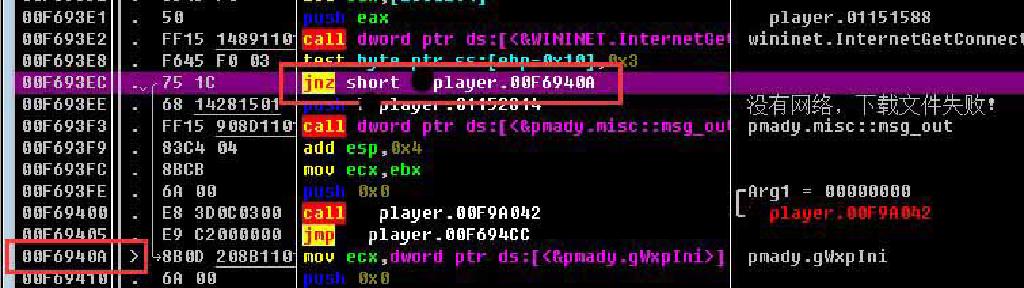 00F693E1 . 50 push eax player.01151588
00F693E2 . FF15 14891101 call dword ptr ds:[<&WININET.InternetGet wininet.InternetGetConnect
00F693E8 . F645 F0 03 test byte ptr ss:[ebp-0x10],0x3
00F693EC . 75 1C jnz short player.00F6940A
00F693EE . 68 14281501 push player.01152814 没有网络，下载文件失败!
00F693F3 . FF15 908D1101 call dword ptr ds:[<&pmady.misc::msg_out pmady.misc::msg_out
00F693F9 . 83C4 04 add esp,0x4
00F693FC . 8BCB mov ecx,ebx
00F693FE . 6A 00 push 0x0 Arg1 = 00000000
00F69400 . E8 3D0C0300 call player.00F9A042 player.00F9A042
00F69405 . E9 C2000000 jmp player.00F694CC
00F6940A > 8B0D 208B1101 mov ecx,dword ptr ds:[<&pmady.gWxpIni>] pmady.gWxpIni
00F69410 . 6A 00 push 0x0